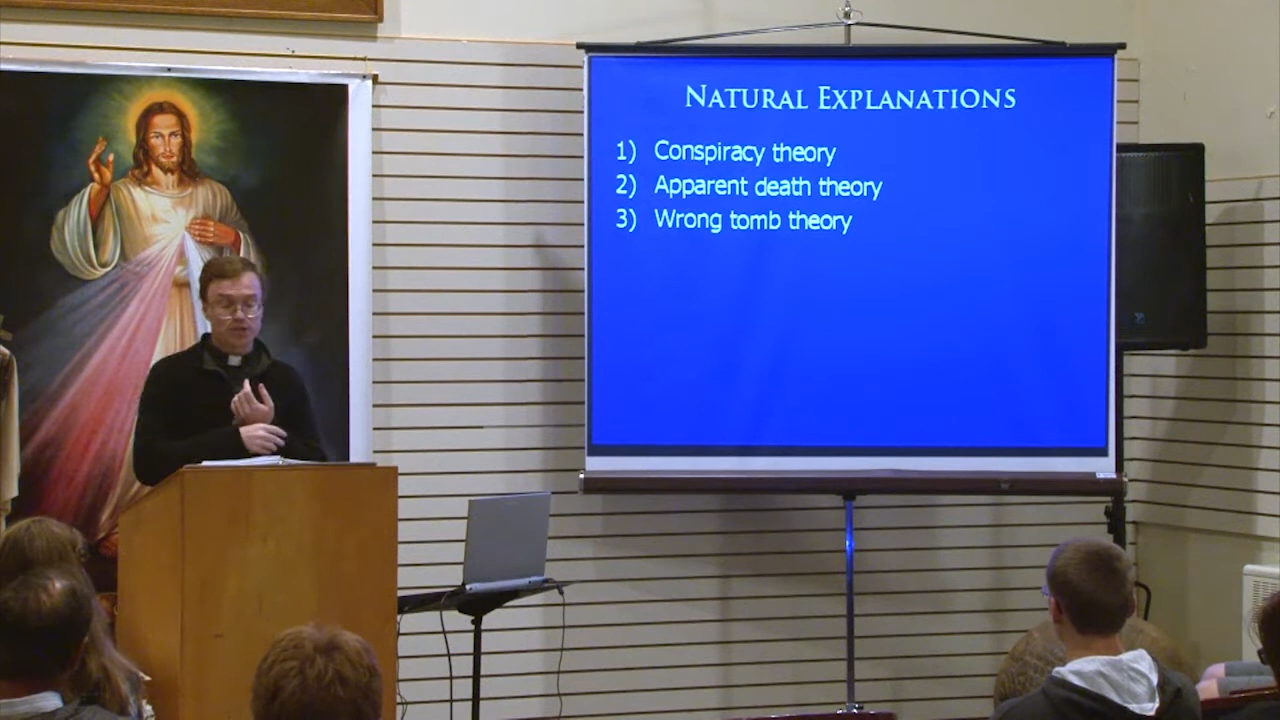 Natural Explanations
1) Conspiracy theory
2) Apparent death theory
3) Wrong tomb theory